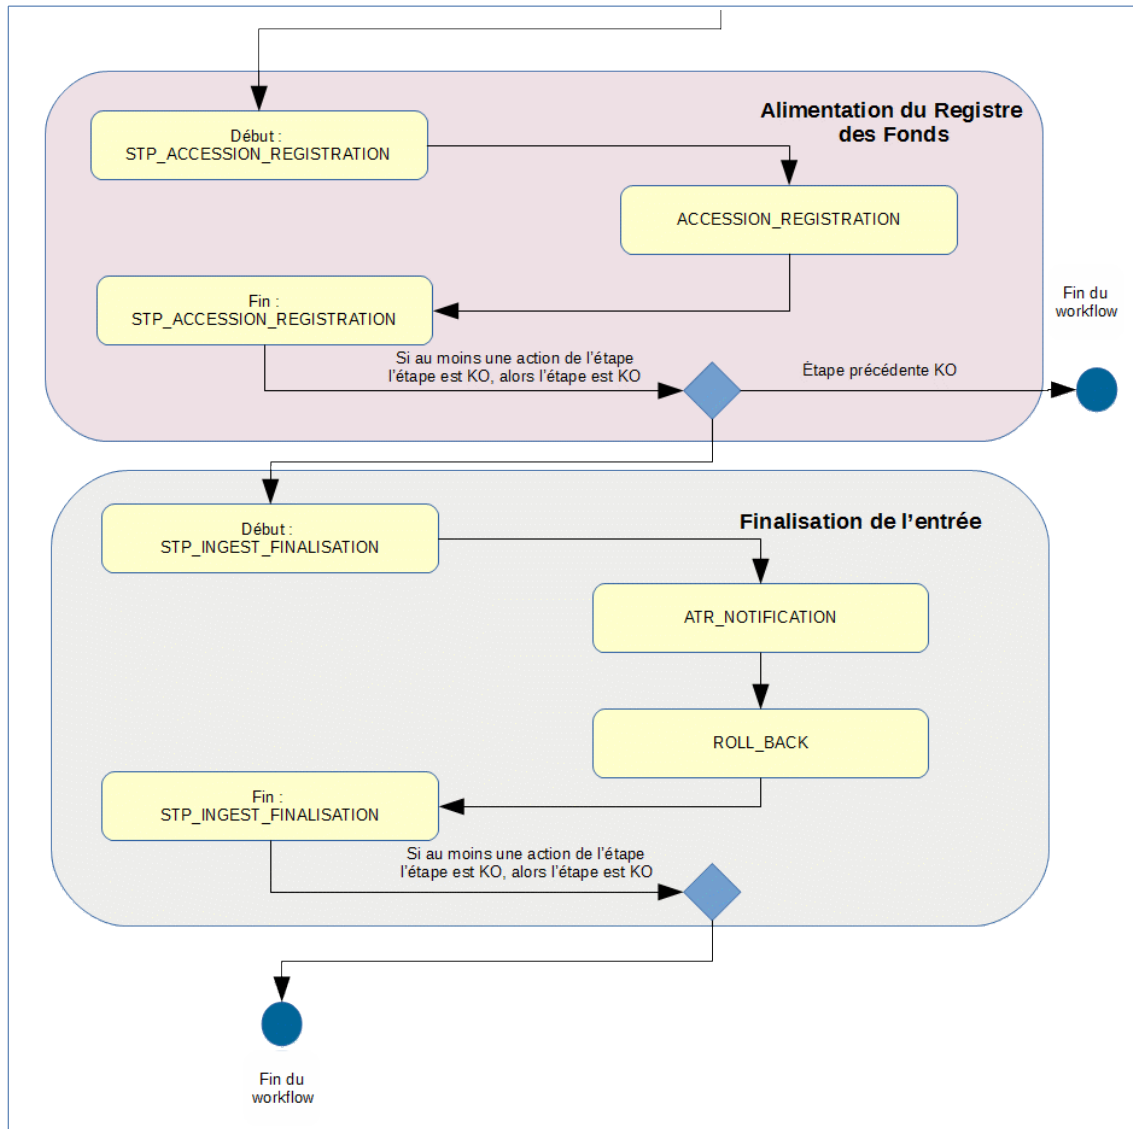 Alimentation du Registre
des Fonds
Début :
STP_ACCESSION_REGISTRATION
ACCESSION_REGISTRATION
Fin :
STP_ACCESSION_REGISTRATION
Fin du
workflow
Si au moins une action de l'étape
l'étape est KO, alors l'étape est KO
Étape précédente KO
Finalisation de l'entrée
Début :
STP_INGEST_FINALISATION
ATR_NOTIFICATION
ROLL_BACK
Fin :
STP_INGEST_FINALISATION
Si au moins une action de l'étape
l'étape est KO, alors l'étape est KO
Fin du
workflow